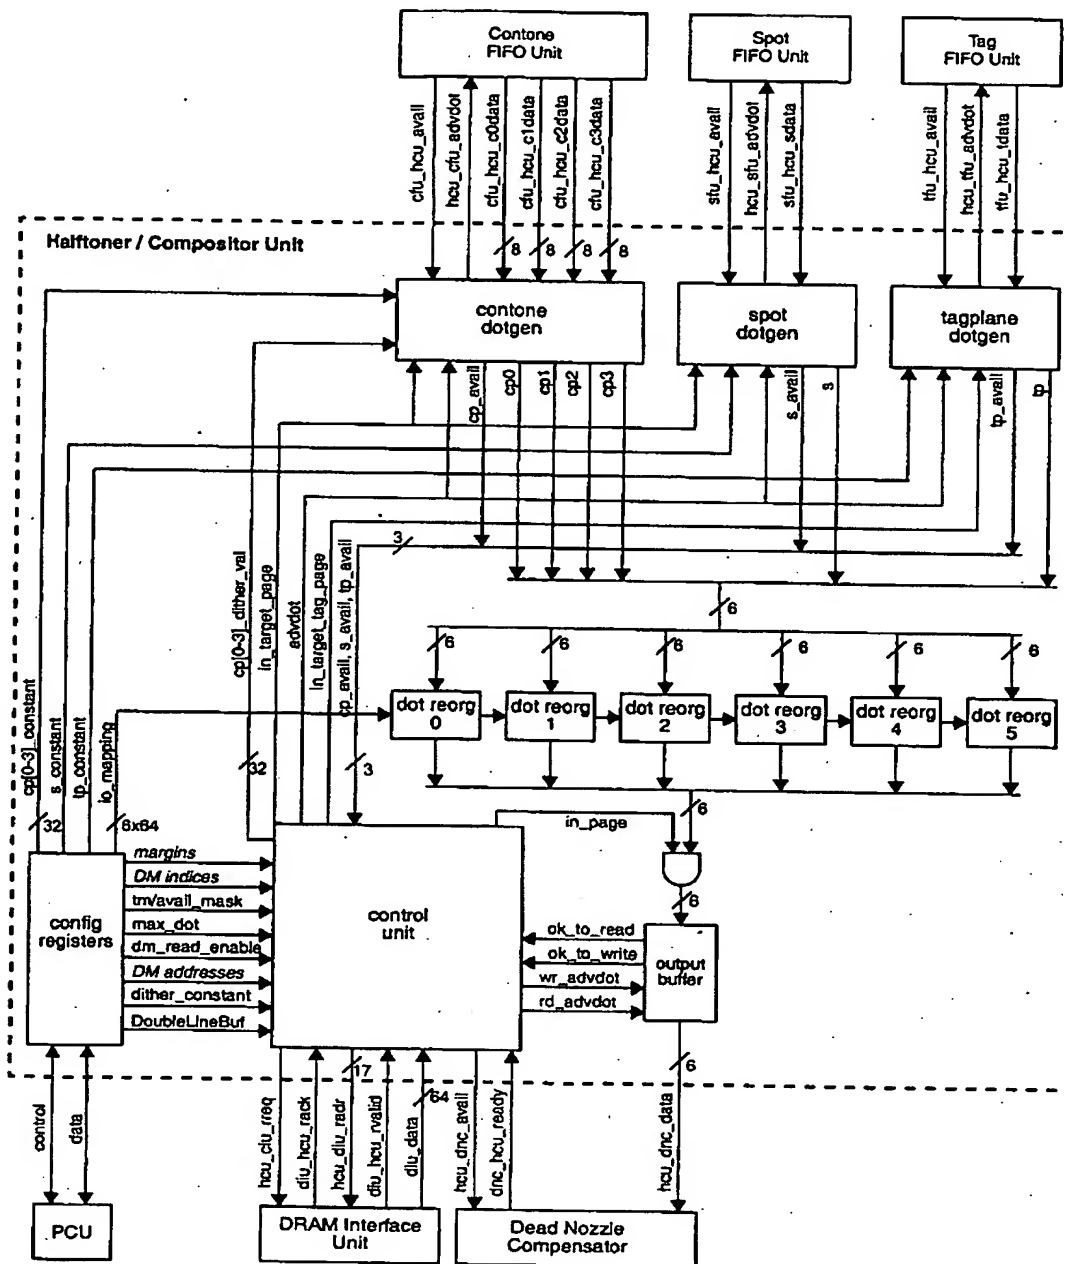 Contone
FIFO Unit
Spot
FIFO Unit
Tag
FIFO Unit
cfu_hcu_avail
hcu_cfu_advdot
cfu_hcu_c0data
cfu_hcu_c1data
cfu_hcu_c2data
cfu_hcu_c3data
sfu_hcu_avail
hcu_sfu_advdot
sfu_hcu_sdata
tfu_hcu_avail
hcu_tfu_advdot
tfu_hcu_tdata
Halftoner / Compositor Unit
8
8
8
8
contone
dotgen
spot
dotgen
tagplane
dotgen
cp_avail
cp0
cp1
cp2
cp3
s_avail
s
tp_avail
tp
3
6
cp[0-3]_dither_val
in_target_page
advdot
in_target_tag_page
cp_avail, s_avail, tp_avail
6
6
6
6
6
6
dot reorg
0
dot reorg
1
dot reorg
2
dot reorg
3
dot reorg
4
dot reorg
5
cp[0-3]_constant
s_constant
tp_constant
io_mapping
32
6x64
32
3
6
in_page
6
margins
DM indices
tm/avail_mask
max_dot
dm_read_enable
DM addresses
dither_constant
DoubleLineBuf
config
registers
control
unit
ok_to_read
ok_to_write
wr_advdot
rd_advdot
output
buffer
17
64
6
control
data
hcu_diu_rreq
diu_hcu_rack
hcu_diu_radr
diu_hcu_rvalid
diu_data
hcu_dnc_avail
dnc_hcu_ready
hcu_dnc_data
PCU
DRAM Interface
Unit
Dead Nozzle
Compensator